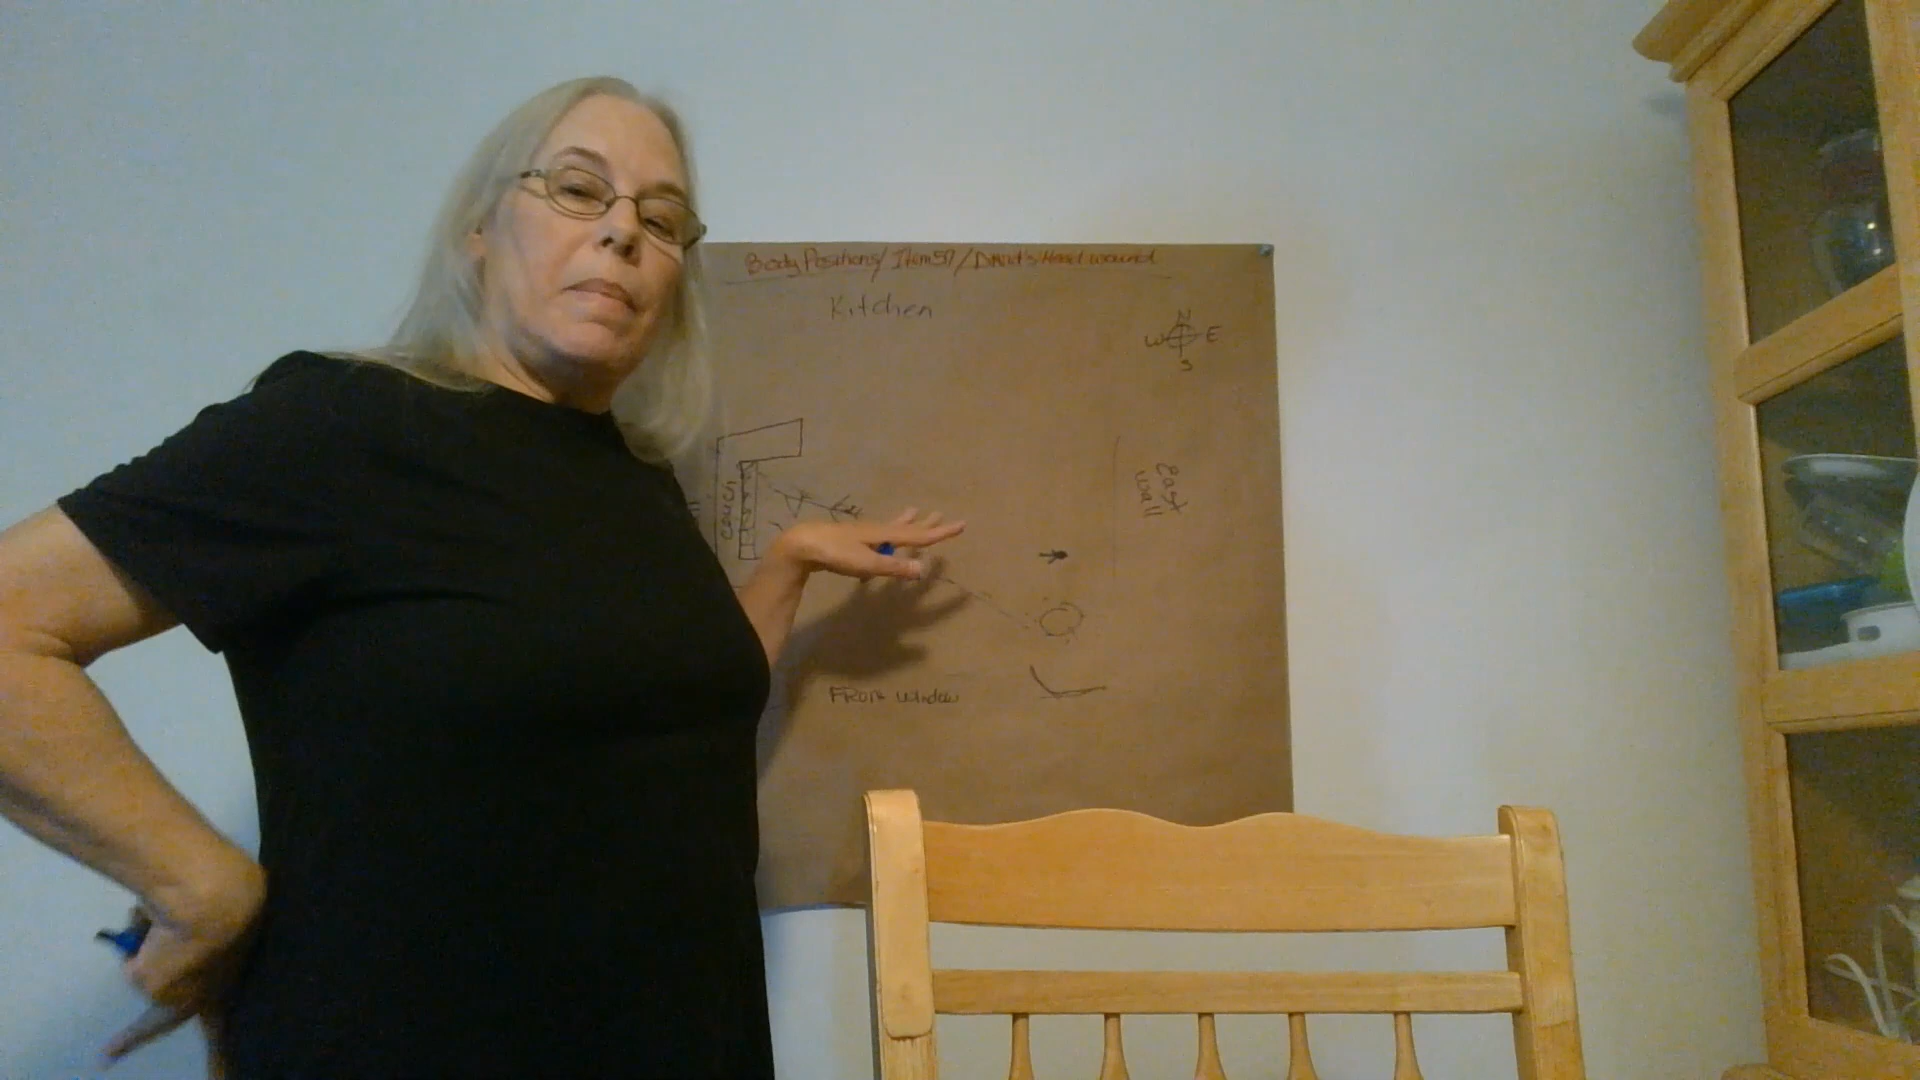 Body Positions/ Item 57/David's Head wound
Kitchen
N
W E
S
couch
East
wall
Front window